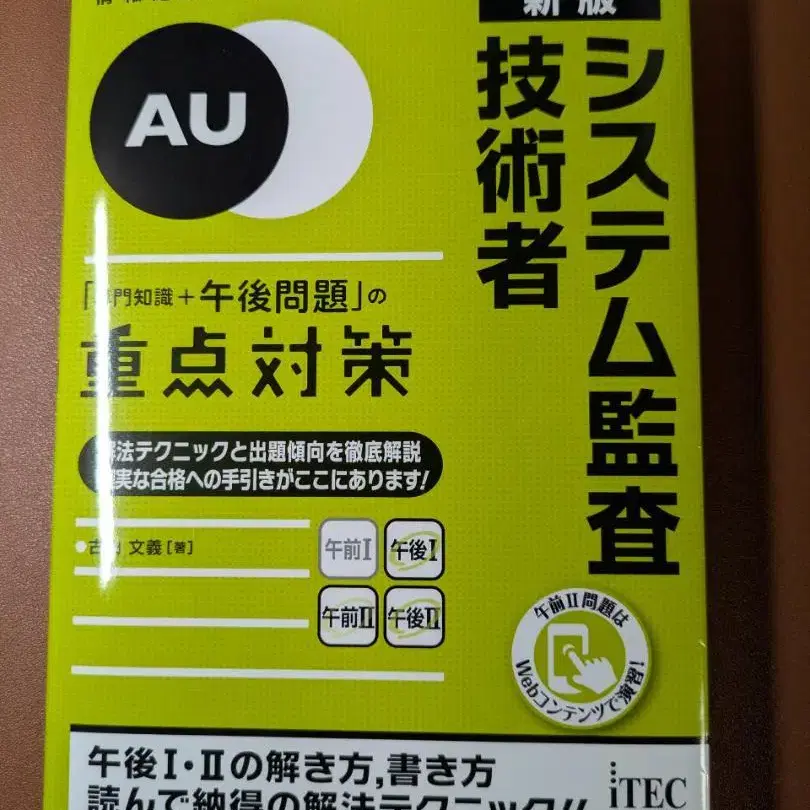 新版
システム監査
技術者
AU
門知識＋午後問題」の
重点対策
法テクニックと出題傾向を徹底解説
実な合格への手引きがここにあります!
文義[著]
午前Ⅰ
午後Ⅰ
午前Ⅱ
午後Ⅱ
午前Ⅱ問題は
Webコンテンツで演習!
午後Ⅰ・Ⅱの解き方,書き方
読んで納得の解法テクニック!!
iTEC